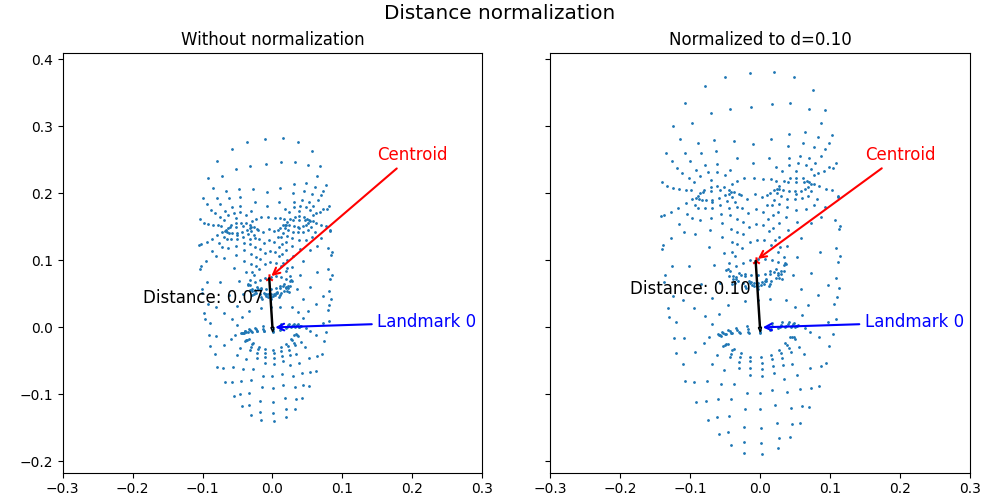 Distance normalization
Without normalization
Normalized to d=0.10
0.4
0.3
0.2
0.1
0.0
−0.1
−0.2
Centroid
Distance: 0.07
Landmark 0
−0.3
−0.2
−0.1
0.0
0.1
0.2
0.3
Centroid
Distance: 0.10
Landmark 0
−0.3
−0.2
−0.1
0.0
0.1
0.2
0.3